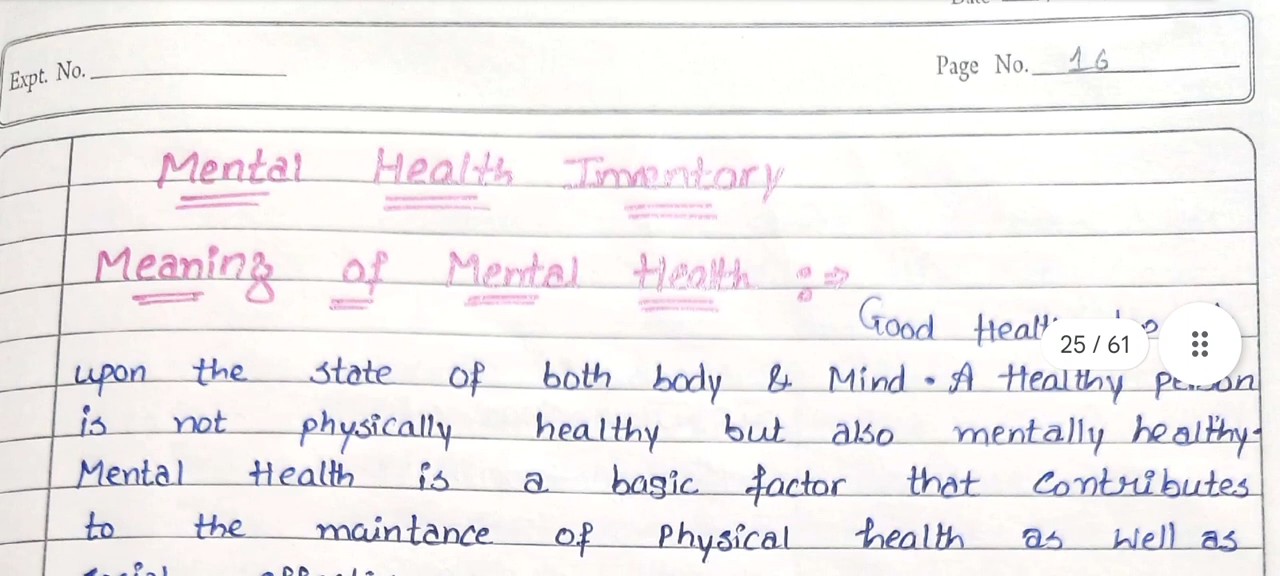 Expt. No.
Page No. 16
Mental Health Inventory
Meaning of Mental Health :⇒
Good Healt
25 / 61
upon the state of both body & Mind. A Healthy person
is not physically healthy but also mentally healthy.
Mental Health is a basic factor that contributes
to the maintance of physical health as well as